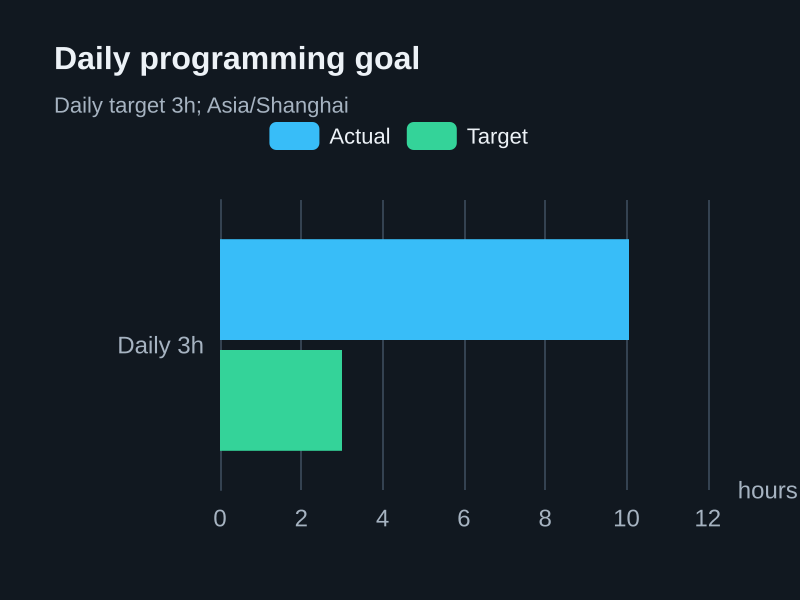 Daily programming goal
Daily target 3h; Asia/Shanghai
Actual Target
Daily 3h
hours
0 2 4 6 8 10 12